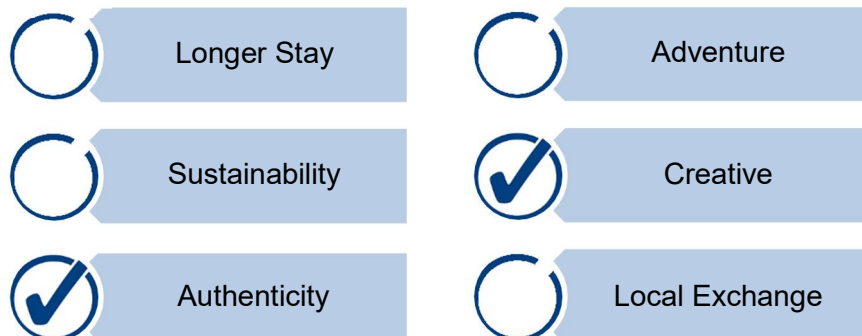 Longer Stay
Adventure
Sustainability
Creative
Authenticity
Local Exchange